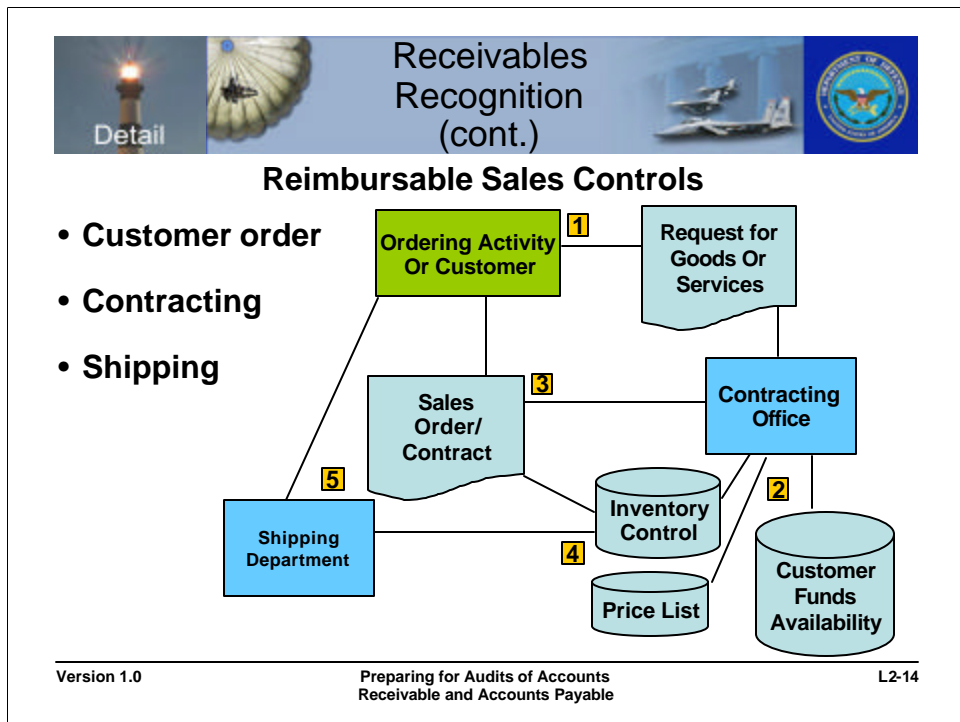 Detail
Receivables
Recognition
(cont.)
Reimbursable Sales Controls
• Customer order
• Contracting
• Shipping
Ordering Activity
Or Customer
1
Request for
Goods Or
Services
Sales
Order/
Contract
3
Contracting
Office
5
2
Inventory
Control
Shipping
Department
4
Price List
Customer
Funds
Availability
Version 1.0
Preparing for Audits of Accounts
Receivable and Accounts Payable
L2-14